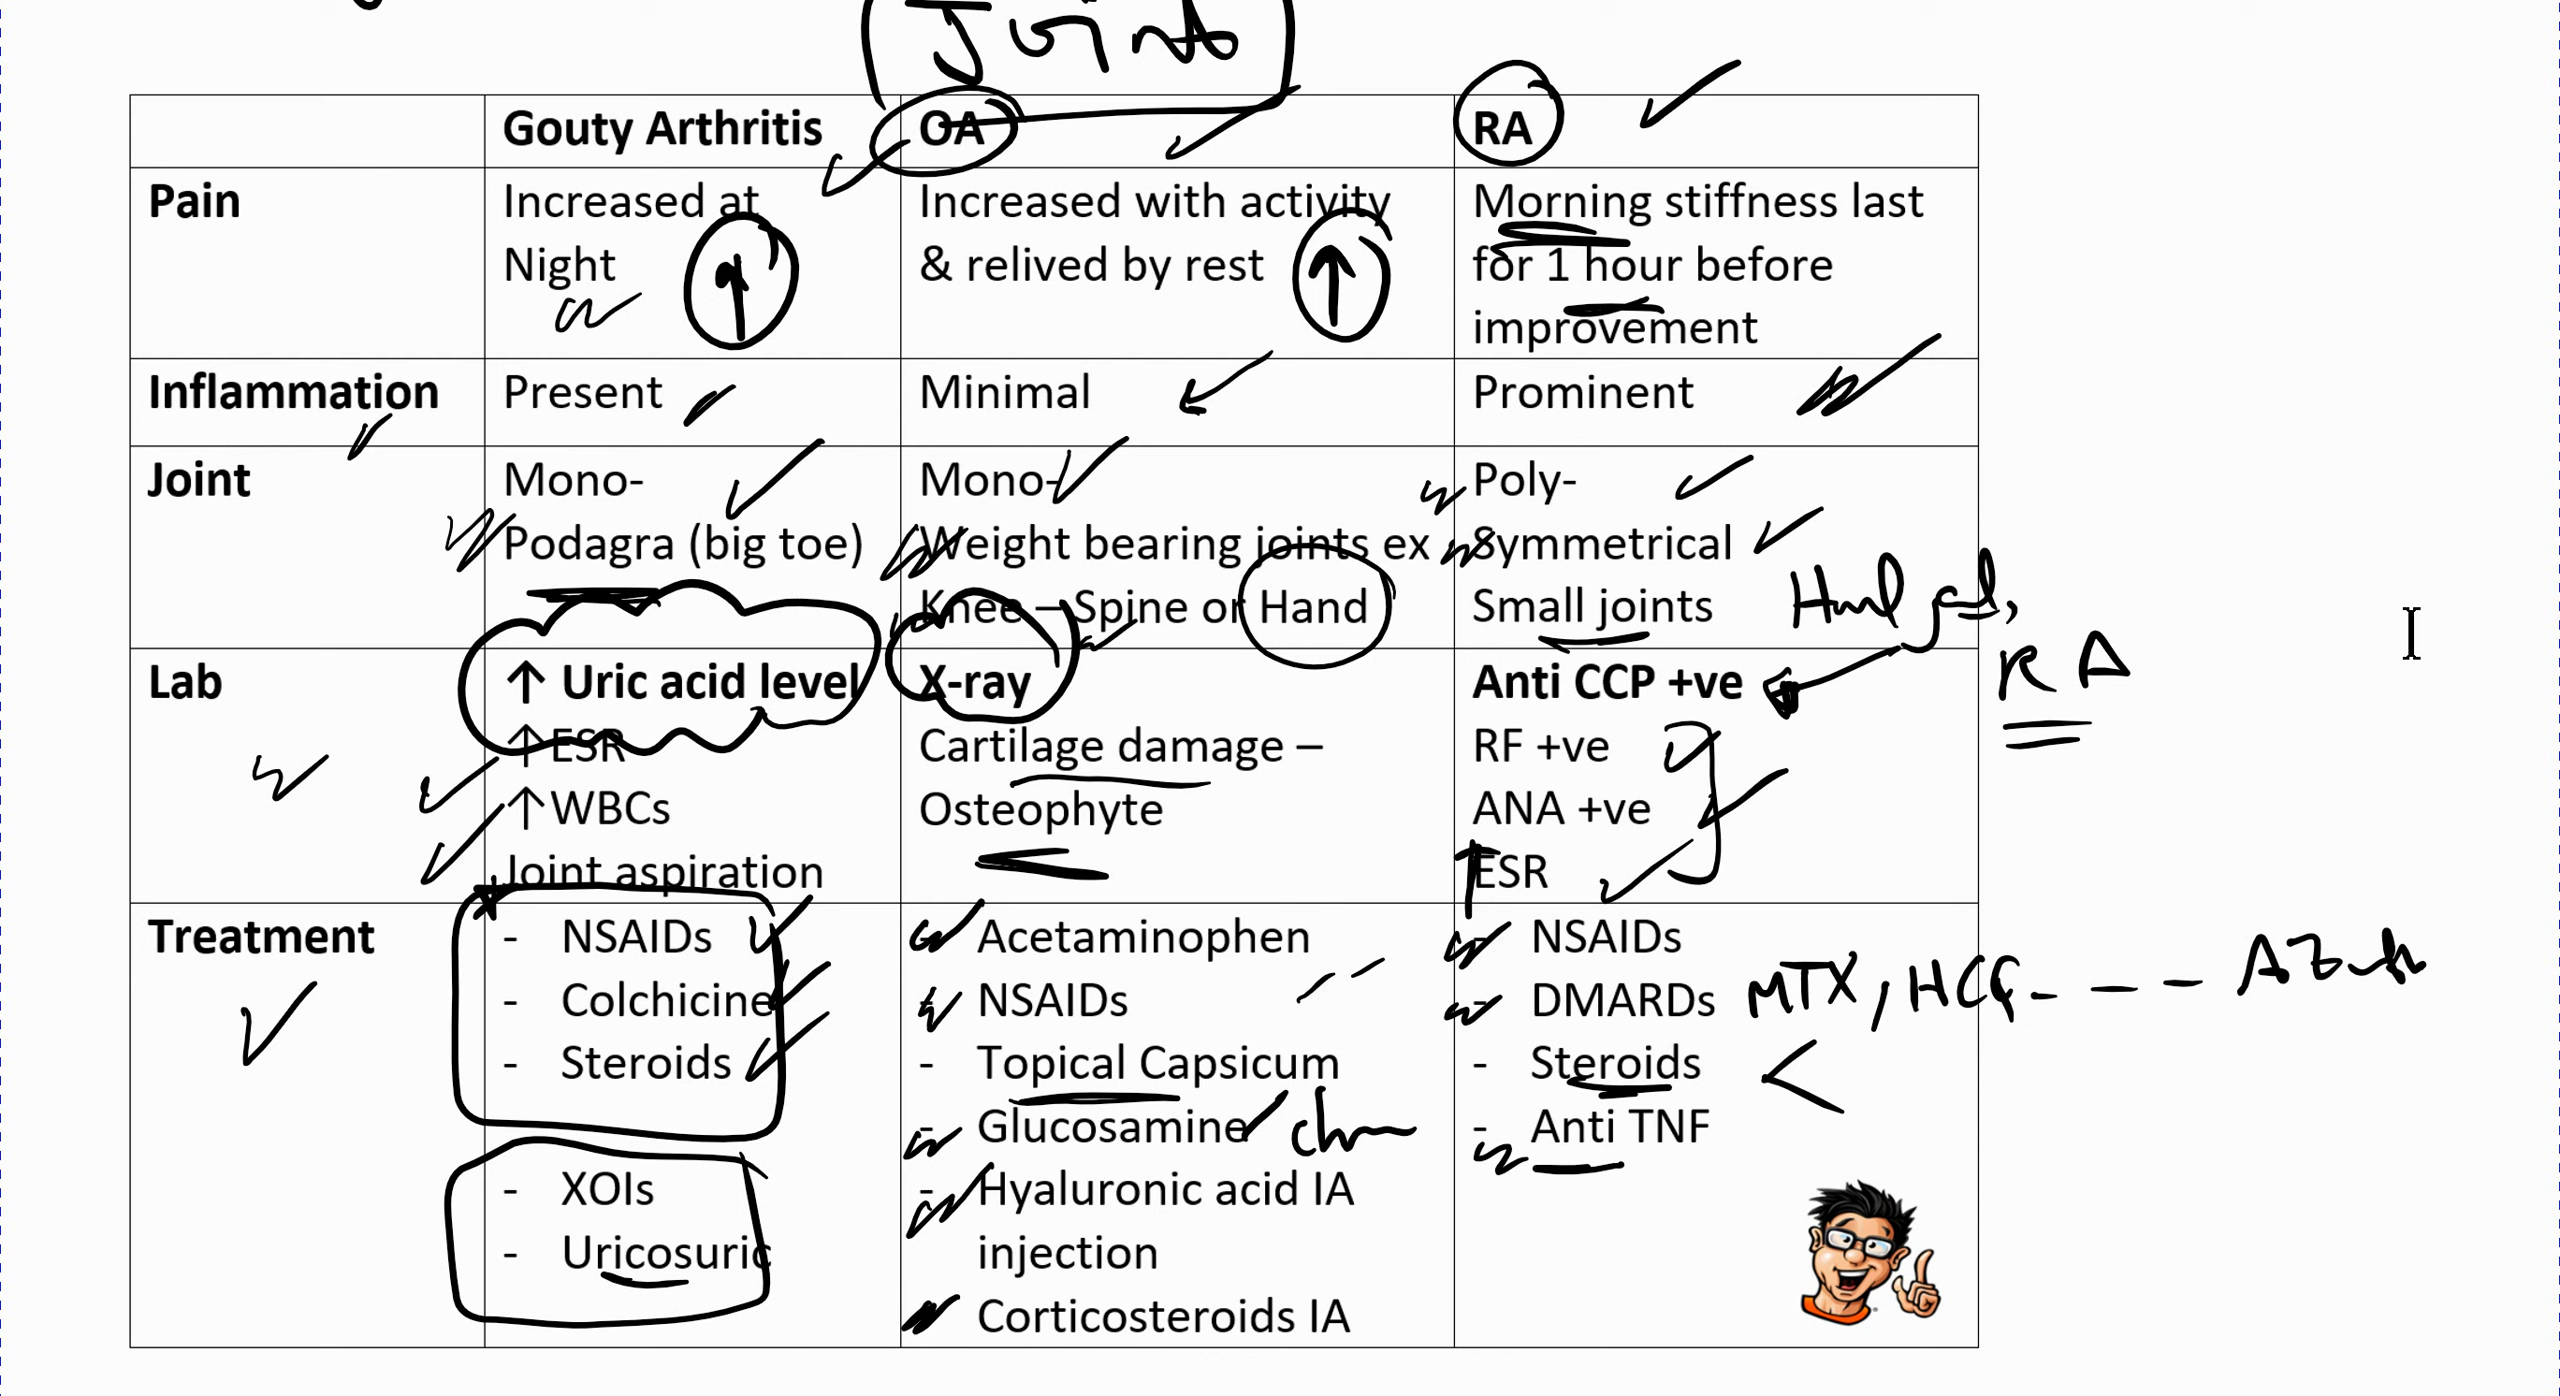 Joints
Gouty Arthritis
OA
RA
Pain
Increased at
Night
Increased with activity
& relived by rest
Morning stiffness last
for 1 hour before
improvement
Inflammation
Present
Minimal
Prominent
Joint
Mono-
Podagra (big toe)
Mono-
Weight bearing joints ex
Knee – Spine or Hand
Poly-
Symmetrical
Small joints
RA
Lab
↑ Uric acid level
↑ESR
↑WBCs
Joint aspiration
X-ray
Cartilage damage –
Osteophyte
Anti CCP +ve
RF +ve
ANA +ve
↑ESR
Treatment
- NSAIDs
- Colchicine
- Steroids
- XOIs
- Uricosuric
- Acetaminophen
- NSAIDs
- Topical Capsicum
- Glucosamine
- Hyaluronic acid IA
injection
- Corticosteroids IA
- NSAIDs
- DMARDs MTX, HCQ - - -
- Steroids
- Anti TNF